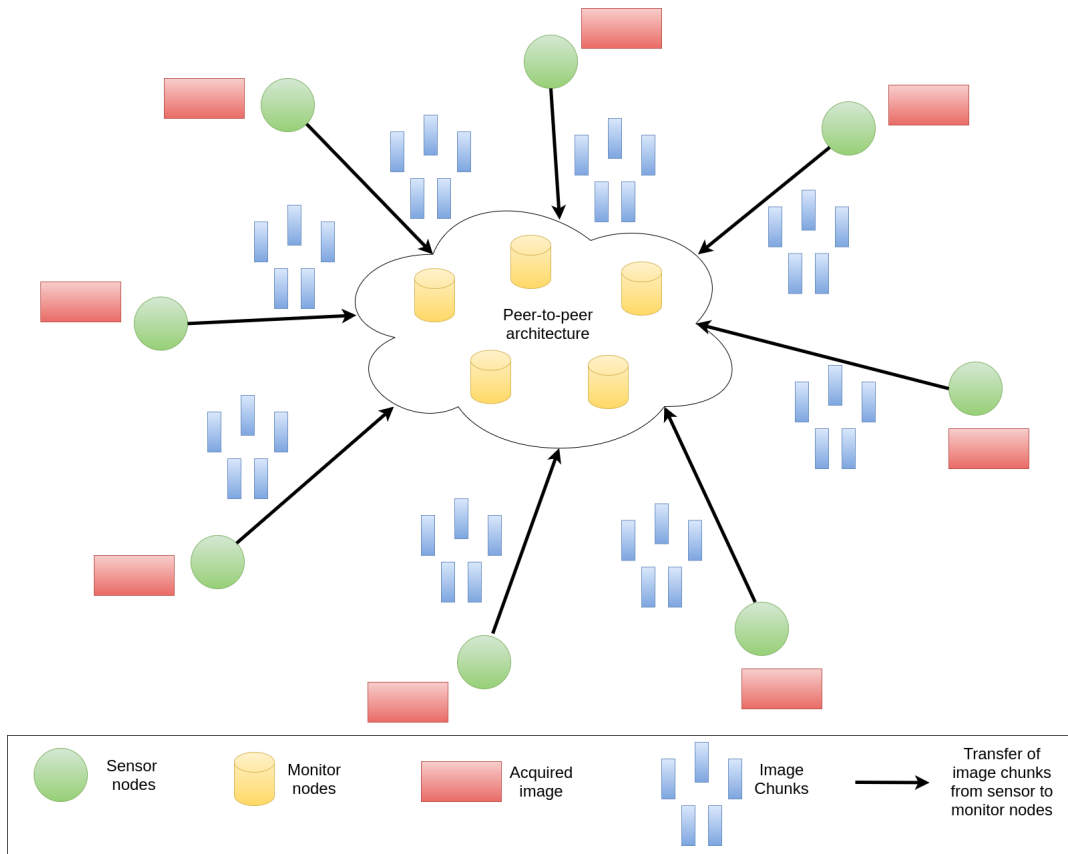 Peer-to-peer
architecture
Sensor
nodes
Monitor
nodes
Acquired
image
Image
Chunks
Transfer of
image chunks
from sensor to
monitor nodes